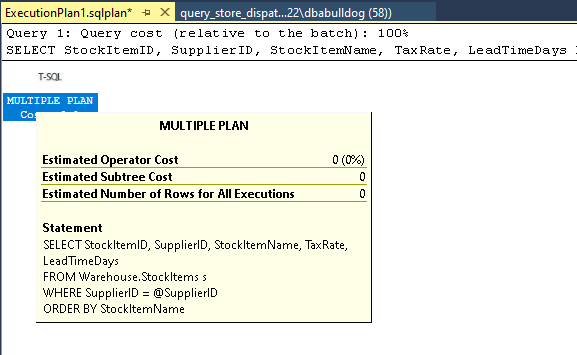 ExecutionPlan1.sqlplan*
query_store_dispat...22\dbabulldog (58))
Query 1: Query cost (relative to the batch): 100%
SELECT StockItemID, SupplierID, StockItemName, TaxRate, LeadTimeDays
T-SQL
MULTIPLE PLAN
MULTIPLE PLAN
Estimated Operator Cost 0 (0%)
Estimated Subtree Cost 0
Estimated Number of Rows for All Executions 0
Statement
SELECT StockItemID, SupplierID, StockItemName, TaxRate,
LeadTimeDays
FROM Warehouse.StockItems s
WHERE SupplierID = @SupplierID
ORDER BY StockItemName